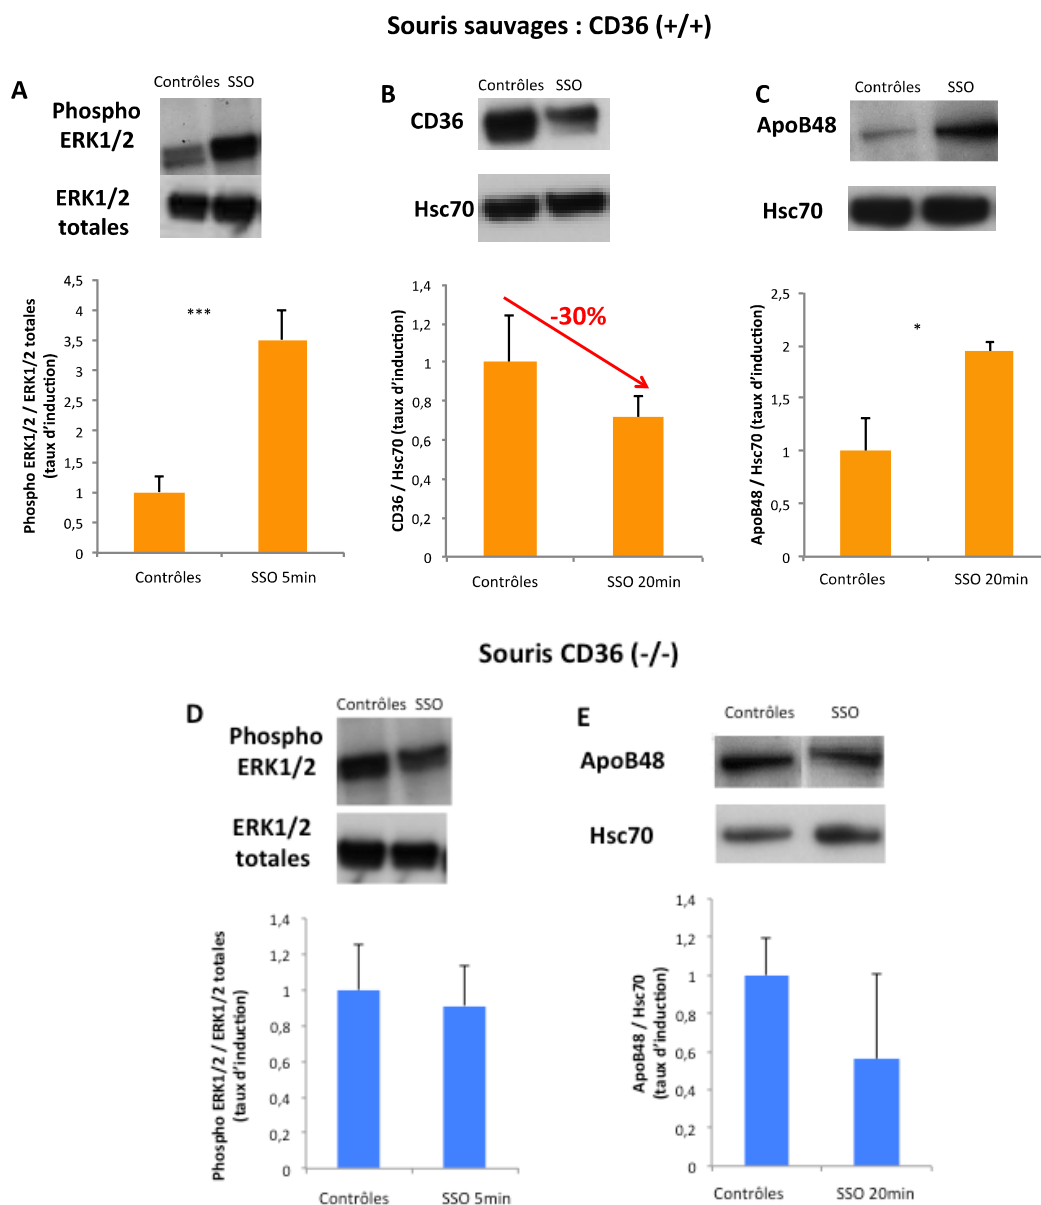 Souris sauvages : CD36 (+/+)
A
Contrôles SSO
Phospho
ERK1/2
ERK1/2
totales
4,5
4
3,5
3
2,5
2
1,5
1
0,5
0
Phospho ERK1/2 / ERK1/2 totales
(taux d'induction)
***
Contrôles
SSO 5min
B
Contrôles SSO
CD36
Hsc70
1,4
1,2
1
0,8
0,6
0,4
0,2
0
CD36 / Hsc70 (taux d'induction)
-30%
Contrôles
SSO 20min
C
Contrôles SSO
ApoB48
Hsc70
2,5
2
1,5
1
0,5
0
ApoB48 / Hsc70 (taux d'induction)
*
Contrôles
SSO 20min
Souris CD36 (-/-)
D
Contrôles SSO
Phospho
ERK1/2
ERK1/2
totales
1,4
1,2
1
0,8
0,6
0,4
0,2
0
Phospho ERK1/2 / ERK1/2 totales
(taux d'induction)
Contrôles
SSO 5min
E
Contrôles SSO
ApoB48
Hsc70
1,4
1,2
1
0,8
0,6
0,4
0,2
0
ApoB48 / Hsc70
(taux d'induction)
Contrôles
SSO 20min